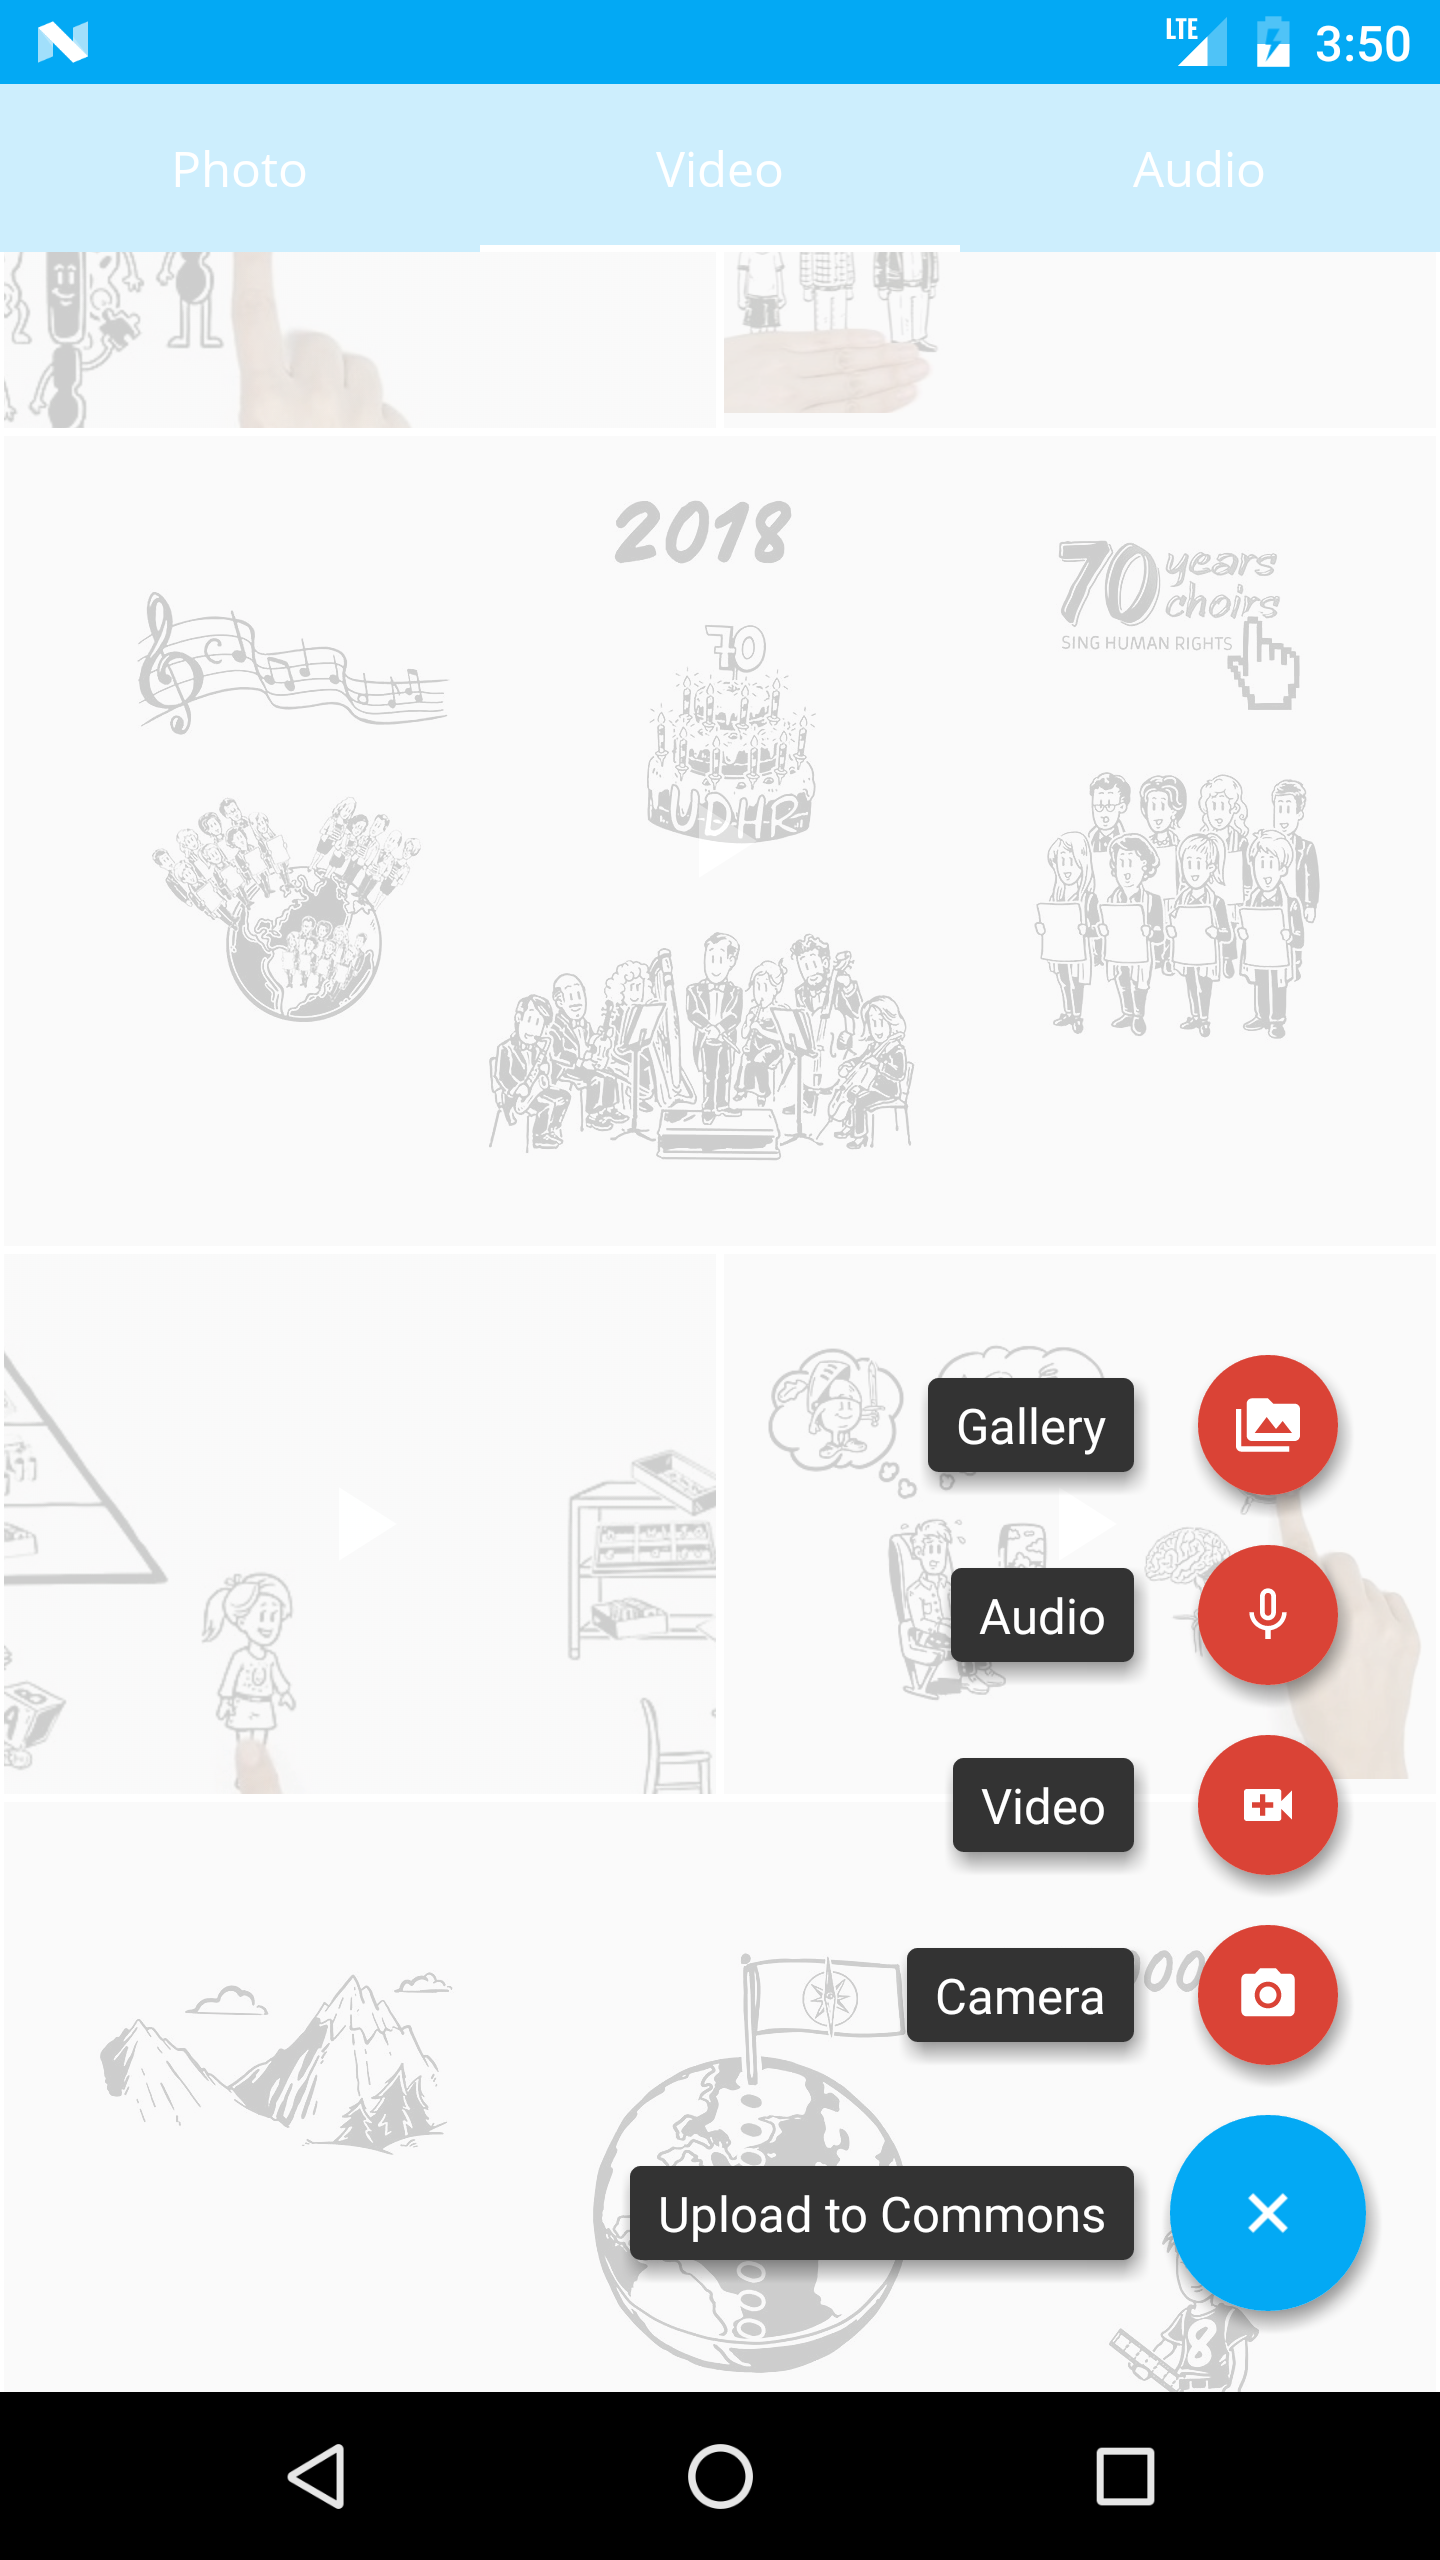 LTE 3:50
Photo Video Audio
2018
70 years
choirs
SING HUMAN RIGHTS
70
UDHR
Gallery
Audio
Video
Camera
Upload to Commons
8